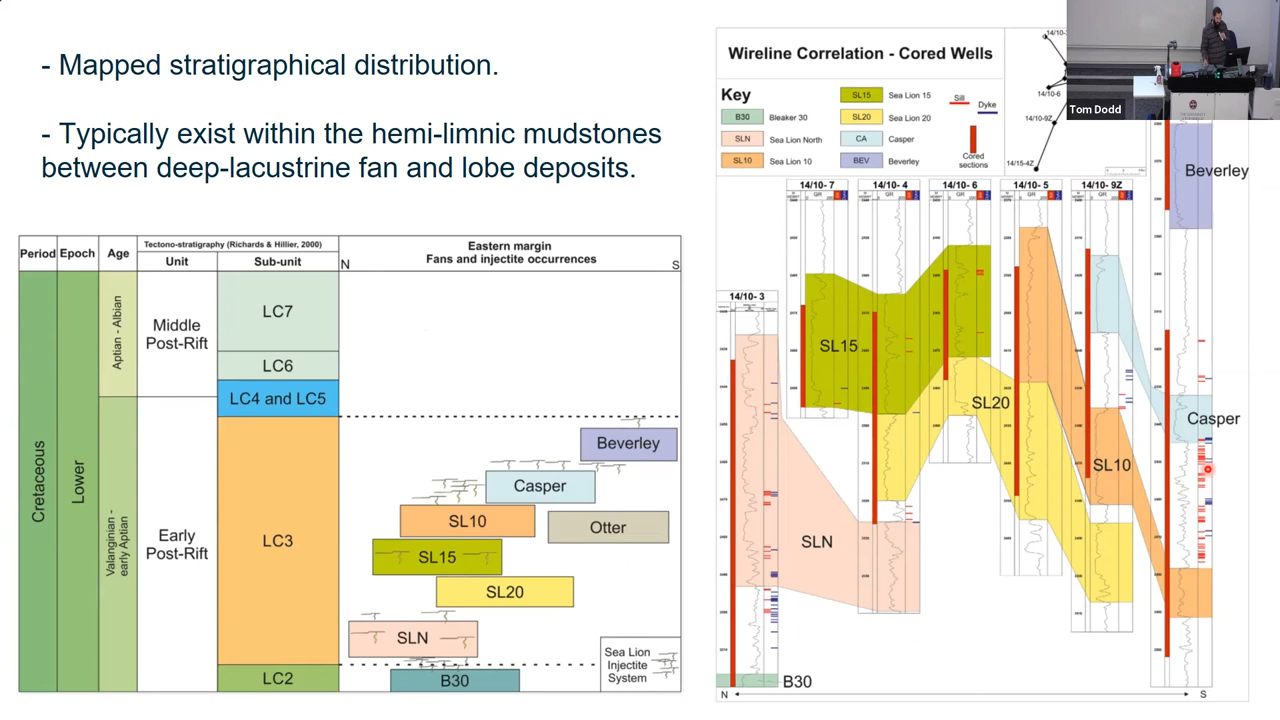 - Mapped stratigraphical distribution.
- Typically exist within the hemi-limnic mudstones
between deep-lacustrine fan and lobe deposits.
Period
Epoch
Age
Tectono-stratigraphy (Richards & Hillier, 2000)
Unit
Sub-unit
Eastern margin
Fans and injectite occurrences
N
S
Cretaceous
Lower
Aptian - Albian
Valanginian -
early Aptian
Middle
Post-Rift
Early
Post-Rift
LC7
LC6
LC4 and LC5
LC3
LC2
Beverley
Casper
SL10
Otter
SL15
SL20
SLN
B30
Sea Lion
Injectite
System
Wireline Correlation - Cored Wells
Key
B30 Bleaker 30
SLN Sea Lion North
SL10 Sea Lion 10
SL15 Sea Lion 15
SL20 Sea Lion 20
CA Casper
BEV Beverley
Sill
Dyke
Cored
sections
14/10-6
14/10-9Z
14/15-4Z
Tom Dodd
14/10- 3
14/10- 7
14/10- 4
14/10- 6
14/10- 5
14/10- 9Z
GR
GR
GR
GR
GR
Beverley
SL15
SL20
Casper
SL10
SLN
B30
N
S